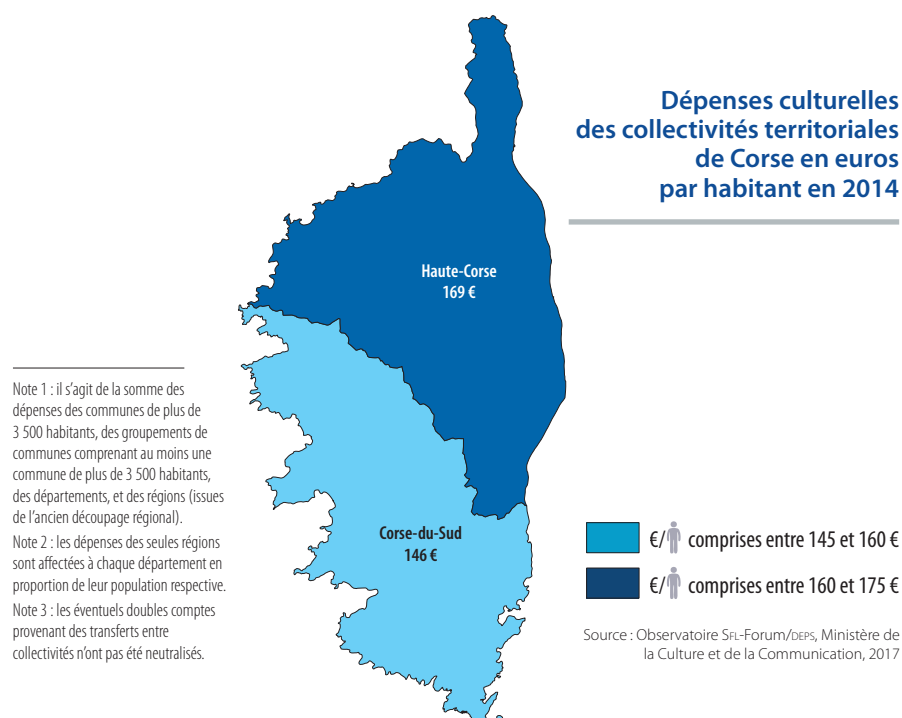 Dépenses culturelles
des collectivités territoriales
de Corse en euros
par habitant en 2014
Haute-Corse
169 €
Corse-du-Sud
146 €
Note 1 : il s’agit de la somme des
dépenses des communes de plus de
3 500 habitants, des groupements de
communes comprenant au moins une
commune de plus de 3 500 habitants,
des départements, et des régions (issues
de l’ancien découpage régional).
Note 2 : les dépenses des seules régions
sont affectées à chaque département en
proportion de leur population respective.
Note 3 : les éventuels doubles comptes
provenant des transferts entre
collectivités n’ont pas été neutralisés.
€/ comprises entre 145 et 160 €
€/ comprises entre 160 et 175 €
Source : Observatoire SFL-Forum/DEPS, Ministère de
la Culture et de la Communication, 2017